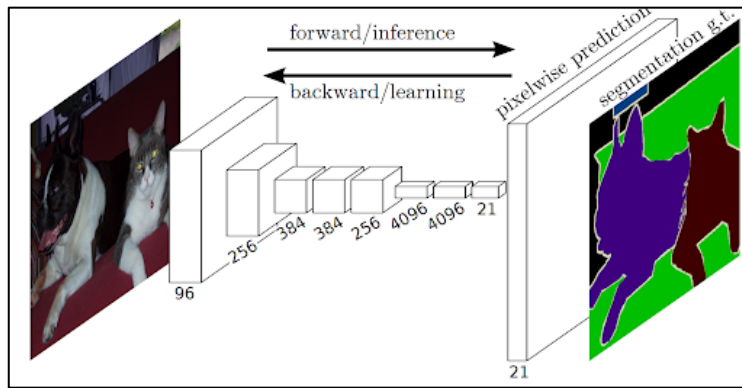 forward/inference
backward/learning
pixelwise prediction
segmentation g.t.
96
256
384
384
256
4096
4096
21
21